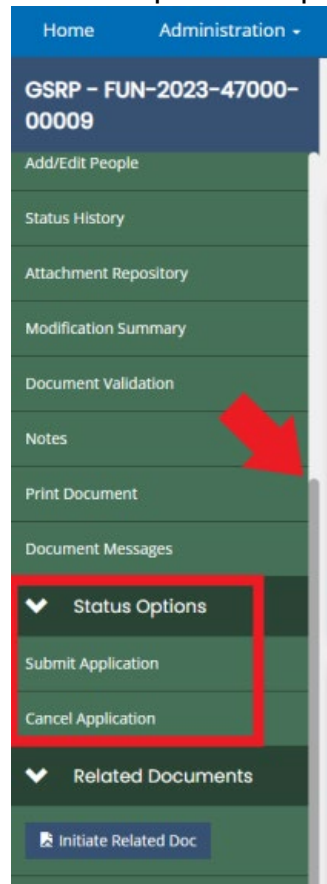 Home Administration
GSRP – FUN-2023-47000-
00009
Add/Edit People
Status History
Attachment Repository
Modification Summary
Document Validation
Notes
Print Document
Document Messages
Status Options
Submit Application
Cancel Application
Related Documents
Initiate Related Doc